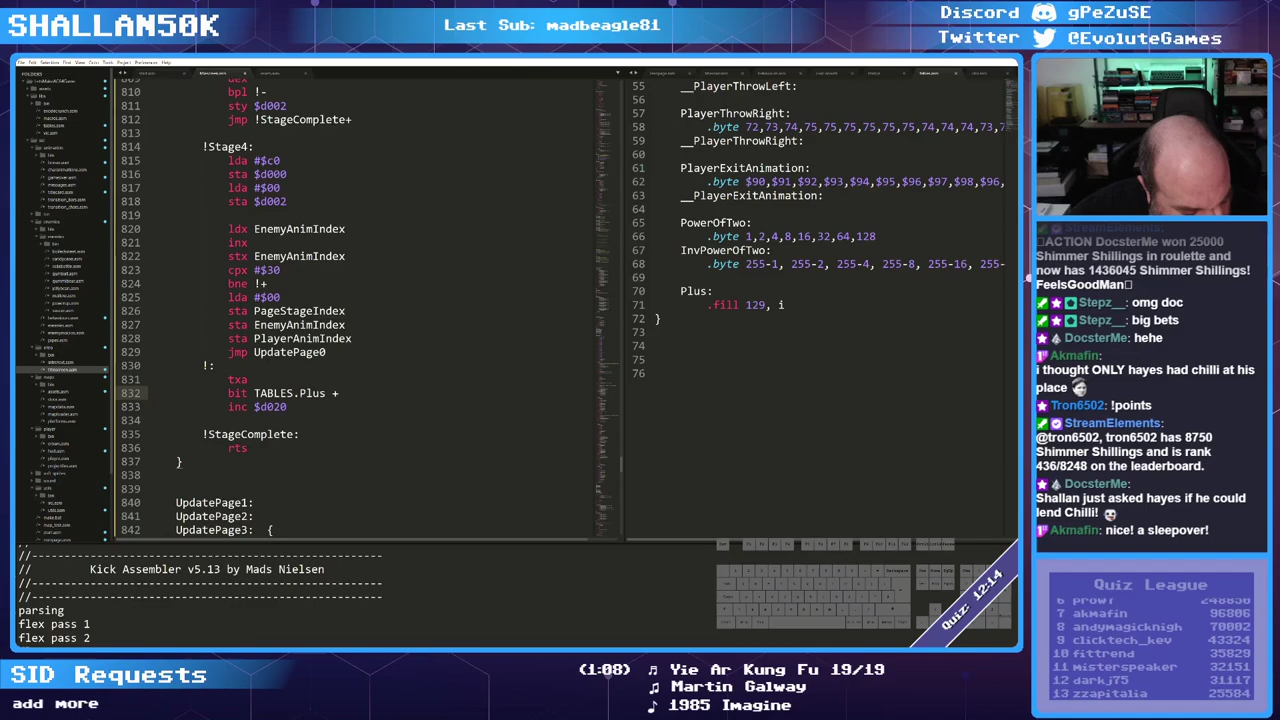 SHALLAN50K
Last Sub: madbeagle81
Discord gPeZuSE
Twitter @EvoluteGames
FOLDERS
810 bpl !-
811 sty $d002
812 jmp !StageComplete+
813
814 !Stage4:
815 lda #$c0
816 sta $d000
817 lda #$00
818 sta $d002
819
820 ldx EnemyAnimIndex
821 inx
822 stx EnemyAnimIndex
823 cpx #$30
824 bne !+
825 lda #$00
826 sta PageStageIndex
827 sta EnemyAnimIndex
828 sta PlayerAnimIndex
829 jmp UpdatePage0
830 !:
831 txa
832 bit TABLES.Plus +
833 inc $d020
834
835 !StageComplete:
836 rts
837 }
838
839
840 UpdatePage1:
841 UpdatePage2:
842 UpdatePage3: {
55 __PlayerThrowLeft:
56
57 PlayerThrowRight:
58 .byte 72,73,74,75,75,75,75,75,75,74,74,74,73,7
59 __PlayerThrowRight:
60
61 PlayerExitAnimation:
62 .byte $90,$91,$92,$93,$94,$95,$96,$97,$98,$96,
63 __PlayerExitAnimation:
64
65 PowerOfTwo:
66 .byte 1,2,4,8,16,32,64,128
67 InvPowerOfTwo:
68 .byte 255-1, 255-2, 255-4, 255-8, 255-16, 255-
69
70 Plus:
71 .fill 129, i
72 }
73
74
75
76
//------------------------------------------------------
// Kick Assembler v5.13 by Mads Nielsen
//------------------------------------------------------
parsing
flex pass 1
flex pass 2
Quiz: 12:14
StreamElements:
ACTION DocsterMe won 25000
Shimmer Shillings in roulette and
now has 1436045 Shimmer Shillings!
FeelsGoodMan
Stepz__: omg doc
Stepz__: big bets
DocsterMe: hehe
Akmafin:
i thought ONLY hayes had chilli at his
place
Tron6502: !points
StreamElements:
@tron6502, tron6502 has 8750
Shimmer Shillings and is rank
436/8248 on the leaderboard.
DocsterMe:
Shallan just asked hayes if he could
lend Chilli!
Akmafin: nice! a sleepover!
Quiz League
6 prowf 248850
7 akmafin 96806
8 andymagicknigh 70002
9 clicktech_kev 43324
10 fittrend 35829
11 misterspeaker 32151
12 darkj75 31117
13 zzapitalia 25584
SID Requests
add more
(1:08) Yie Ar Kung Fu 19/19
Martin Galway
1985 Imagine